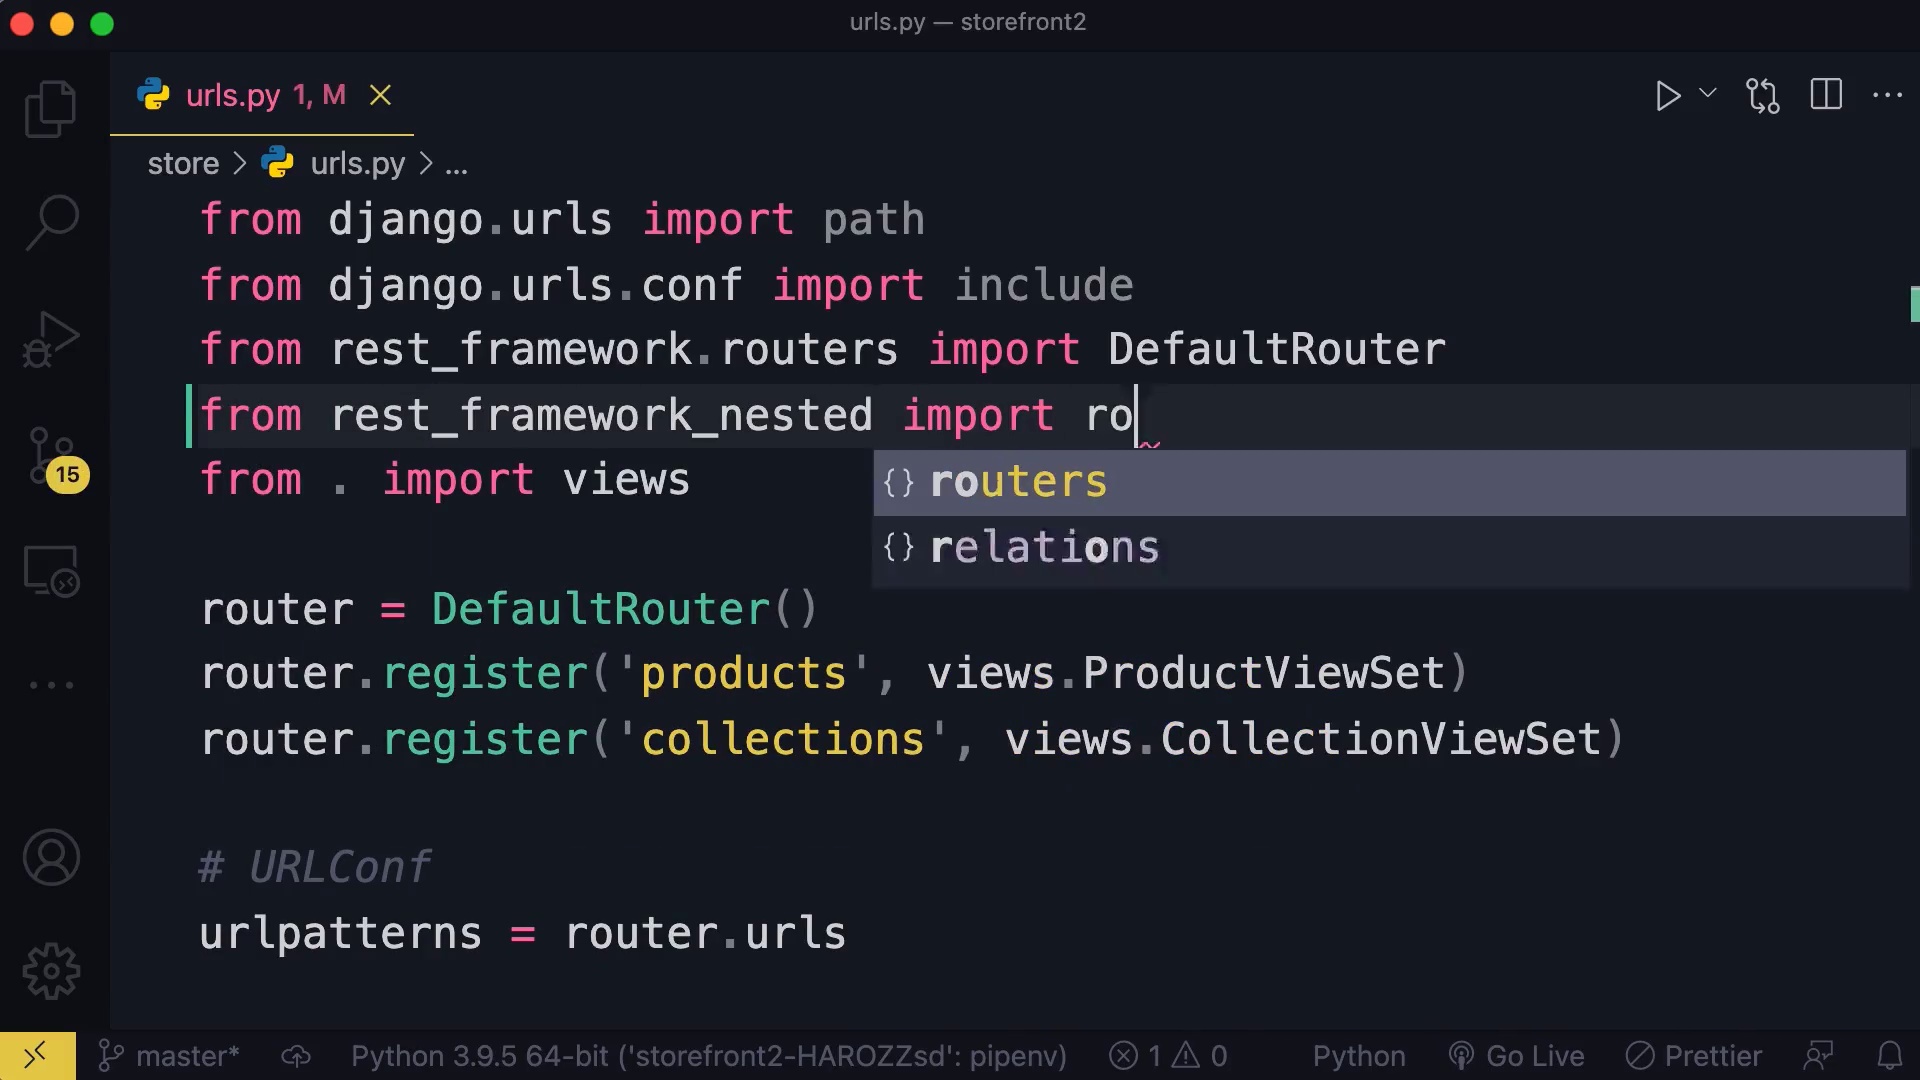 urls.py — storefront2
urls.py 1, M
store > urls.py > ...
from django.urls import path
from django.urls.conf import include
from rest_framework.routers import DefaultRouter
from rest_framework_nested import ro
from . import views
{} routers
{} relations
router = DefaultRouter()
router.register('products', views.ProductViewSet)
router.register('collections', views.CollectionViewSet)
# URLConf
urlpatterns = router.urls
15
master* Python 3.9.5 64-bit ('storefront2-HAROZZsd': pipenv) 1 0 Python Go Live Prettier